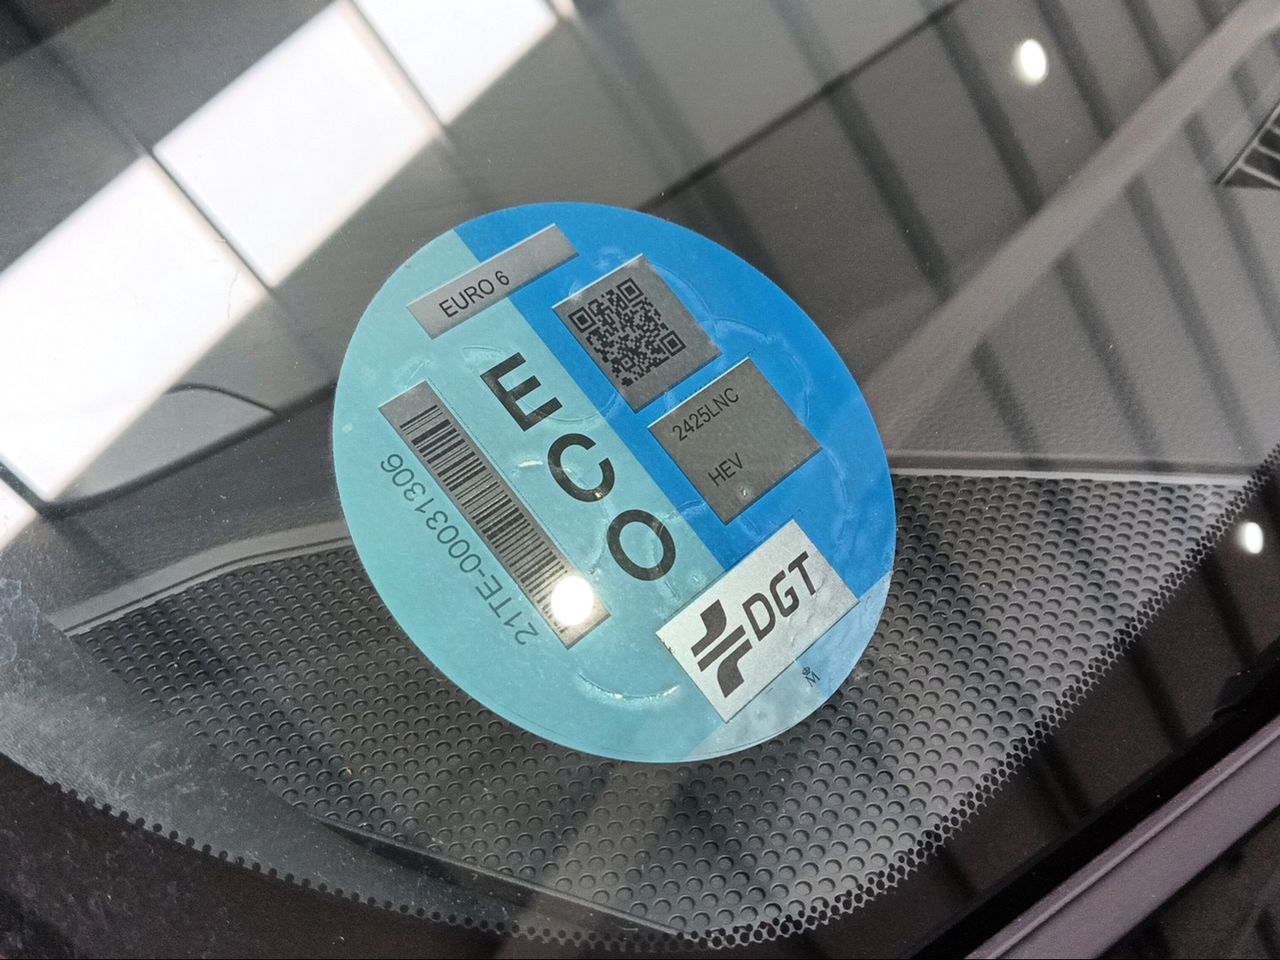 EURO 6
2425LNC
HEV
ECO
21TE-00031306
DGT
M